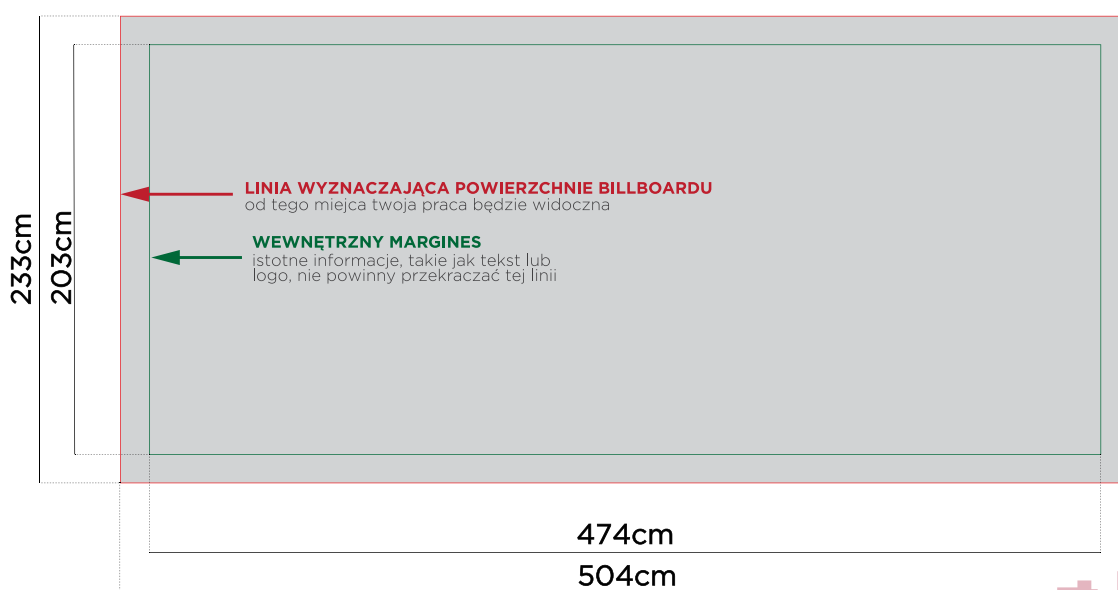 LINIA WYZNACZAJĄCA POWIERZCHNIE BILLBOARDU
od tego miejsca twoja praca będzie widoczna
WEWNĘTRZNY MARGINES
istotne informacje, takie jak tekst lub
logo, nie powinny przekraczać tej linii
233cm
203cm
474cm
504cm